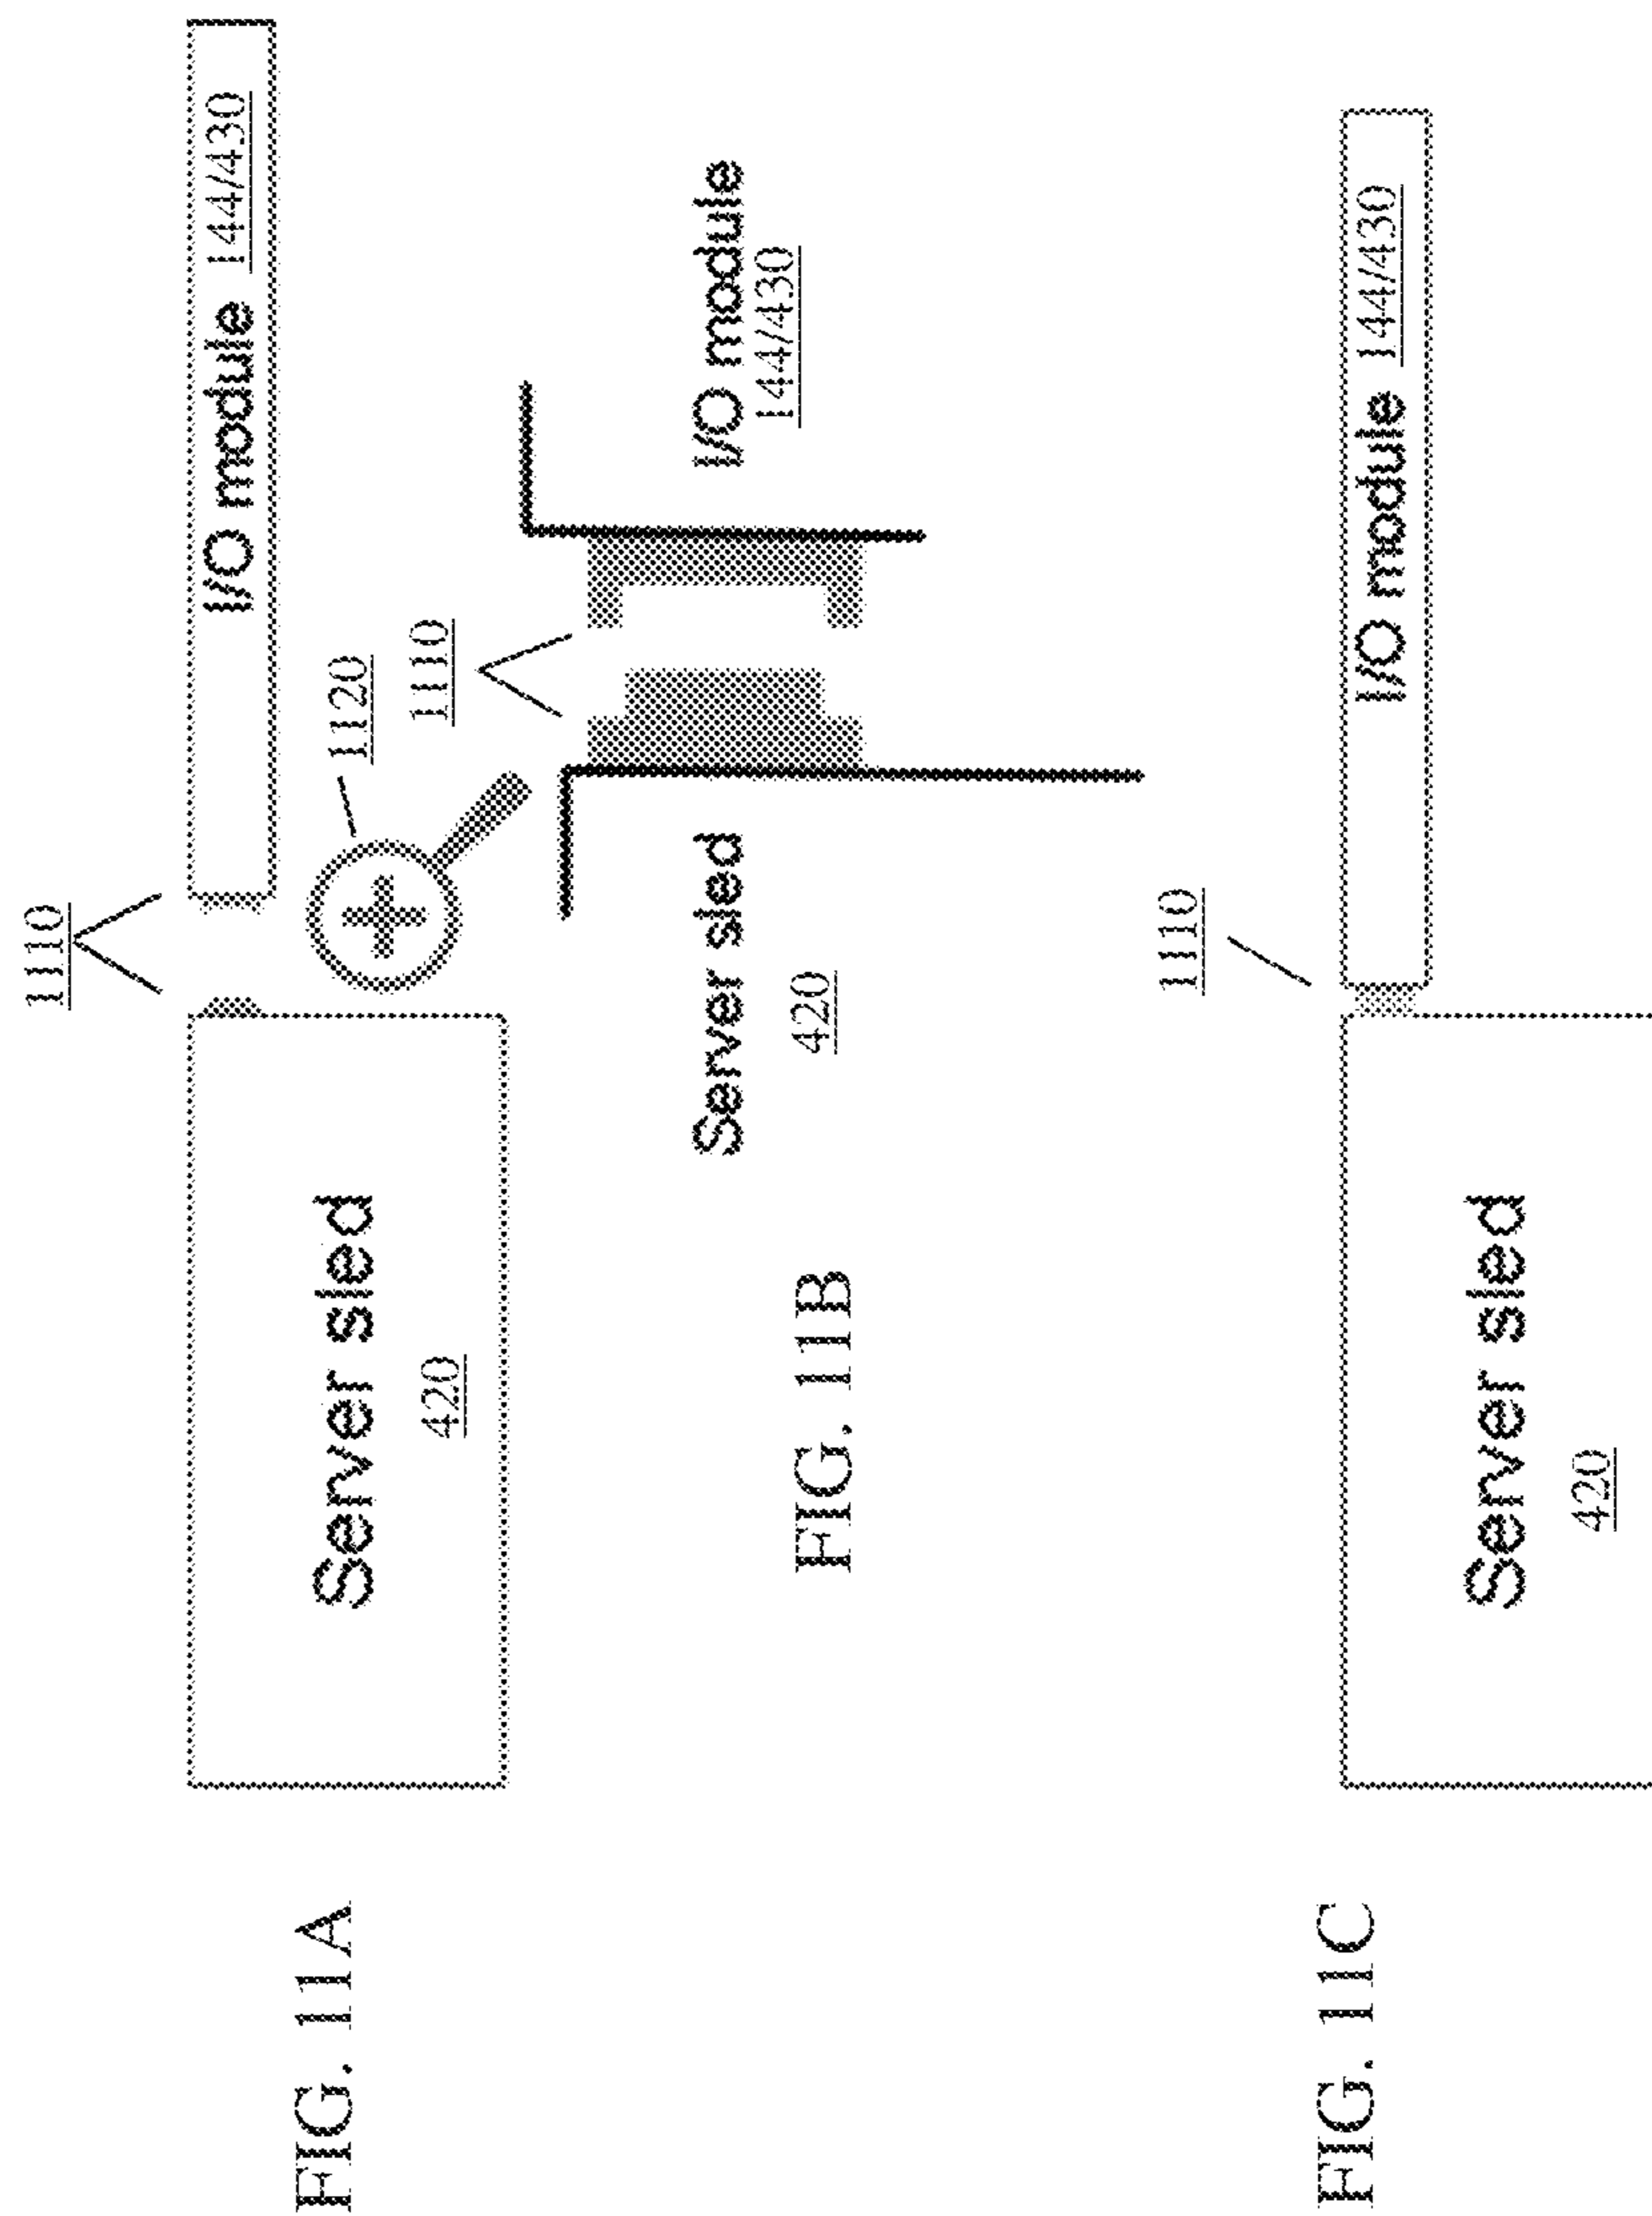 1110
I/O module 144/430
Server sled
420
FIG. 11A
1120
1110
I/O module
144/430
Server sled
420
FIG. 11B
1110
I/O module 144/430
Server sled
420
FIG. 11C